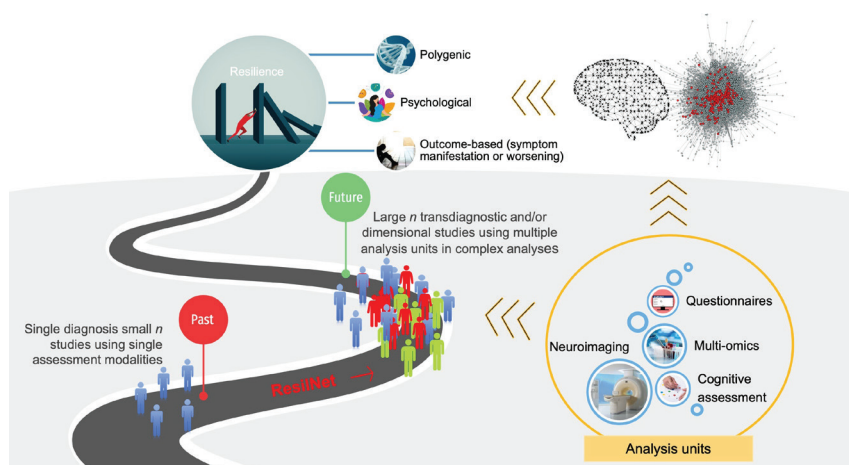 Resilience
Polygenic
Psychological
Outcome-based (symptom
manifestation or worsening)
Future
Large n transdiagnostic and/or
dimensional studies using multiple
analysis units in complex analyses
Past
Single diagnosis small n
studies using single
assessment modalities
ResilNet
Questionnaires
Neuroimaging
Multi-omics
Cognitive
assessment
Analysis units